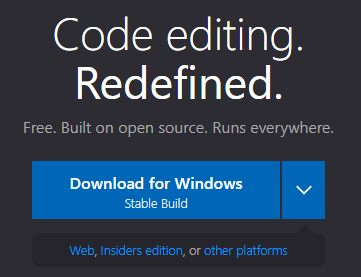 Code editing.
Redefined.
Free. Built on open source. Runs everywhere.
Download for Windows
Stable Build
Web, Insiders edition, or other platforms